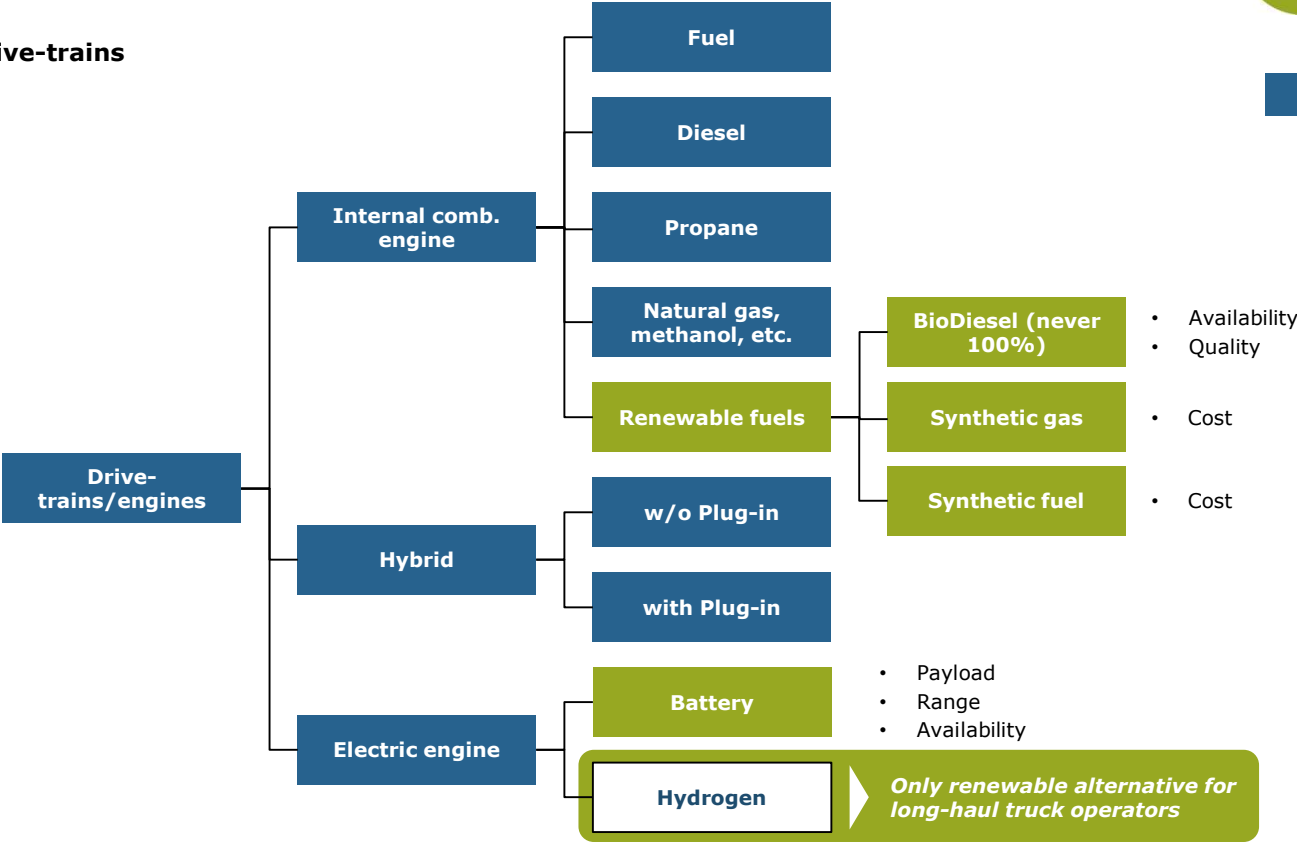 ive-trains
Fuel
Diesel
Internal comb.
engine
Propane
Natural gas,
methanol, etc.
BioDiesel (never
100%)
• Availability
• Quality
Renewable fuels
Synthetic gas
• Cost
Drive-
trains/engines
Synthetic fuel
• Cost
w/o Plug-in
Hybrid
with Plug-in
Battery
• Payload
• Range
• Availability
Electric engine
Hydrogen
Only renewable alternative for
long-haul truck operators